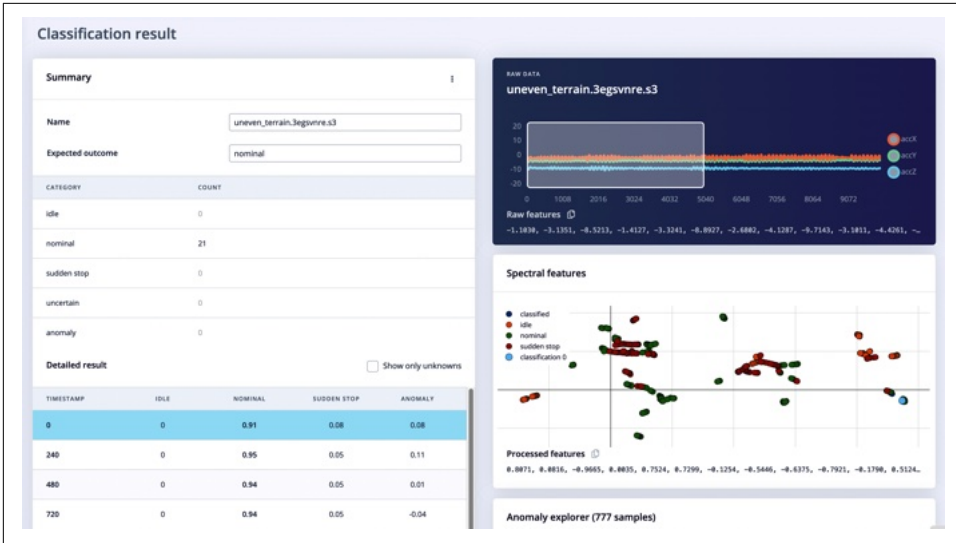 Classification result
Summary
Name uneven_terrain.3egsvnre.s3
Expected outcome nominal
CATEGORY COUNT
idle 0
nominal 21
sudden stop 0
uncertain 0
anomaly 0
Detailed result Show only unknowns
TIMESTAMP IDLE NOMINAL SUDDEN STOP ANOMALY
0 0 0.91 0.08 0.08
240 0 0.95 0.05 0.11
480 0 0.94 0.05 0.01
720 0 0.94 0.05 -0.04
RAW DATA
uneven_terrain.3egsvnre.s3
20
10
0
-10
-20
0 1008 2016 3024 4032 5040 6048 7056 8064 9072
accX
accY
accZ
Raw features
-1.1030, -3.1351, -8.5213, -1.4127, -3.3241, -8.8927, -2.6802, -4.1287, -9.7143, -3.1011, -4.4261, -…
Spectral features
classified
idle
nominal
sudden stop
classification 0
Processed features
0.8071, 0.0816, -0.9665, 0.0035, 0.7524, 0.7299, -0.1254, -0.5446, -0.6375, -0.7921, -0.1790, 0.5124…
Anomaly explorer (777 samples)